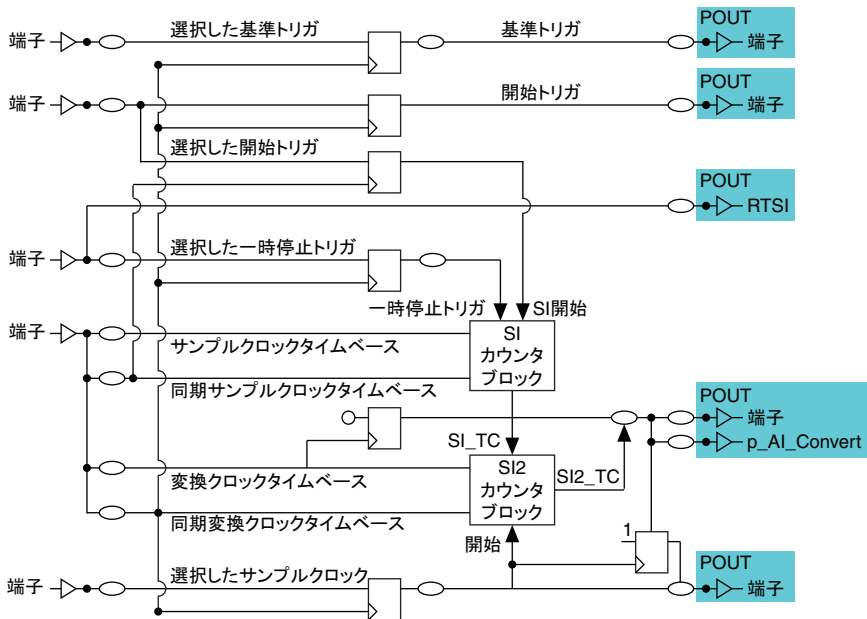 端子
選択した基準トリガ
基準トリガ
POUT
端子
端子
開始トリガ
POUT
端子
選択した開始トリガ
POUT
RTSI
端子
選択した一時停止トリガ
一時停止トリガ
SI開始
端子
サンプルクロックタイムベース
SI
カウンタ
ブロック
同期サンプルクロックタイムベース
POUT
端子
p_AI_Convert
SI_TC
変換クロックタイムベース
SI2
カウンタ
ブロック
SI2_TC
同期変換クロックタイムベース
開始
1
端子
選択したサンプルクロック
POUT
端子